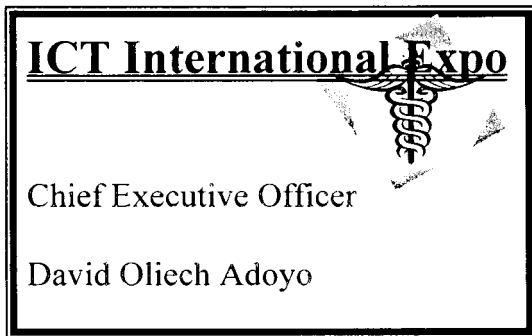 ICT International Expo
Chief Executive Officer
David Oliech Adoyo